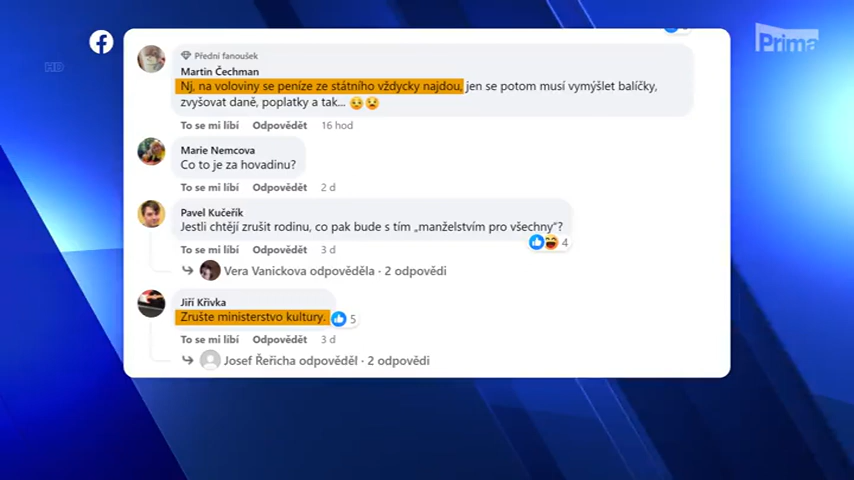 Prima
HD
Přední fanoušek
Martin Čechman
Nj, na voloviny se peníze ze státního vždycky najdou, jen se potom musí vymýšlet balíčky,
zvyšovat daně, poplatky a tak...
To se mi líbí Odpovědět 16 hod
Marie Nemcova
Co to je za hovadinu?
To se mi líbí Odpovědět 2 d
Pavel Kučeřík
Jestli chtějí zrušit rodinu, co pak bude s tím „manželstvím pro všechny“?
4
To se mi líbí Odpovědět 3 d
Vera Vanickova odpověděla · 2 odpovědi
Jiří Křivka
Zrušte ministerstvo kultury. 5
To se mi líbí Odpovědět 3 d
Josef Řeřicha odpověděl · 2 odpovědi